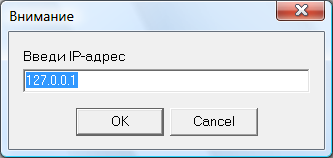 Внимание
Введи IP-адрес
127.0.0.1
OK
Cancel